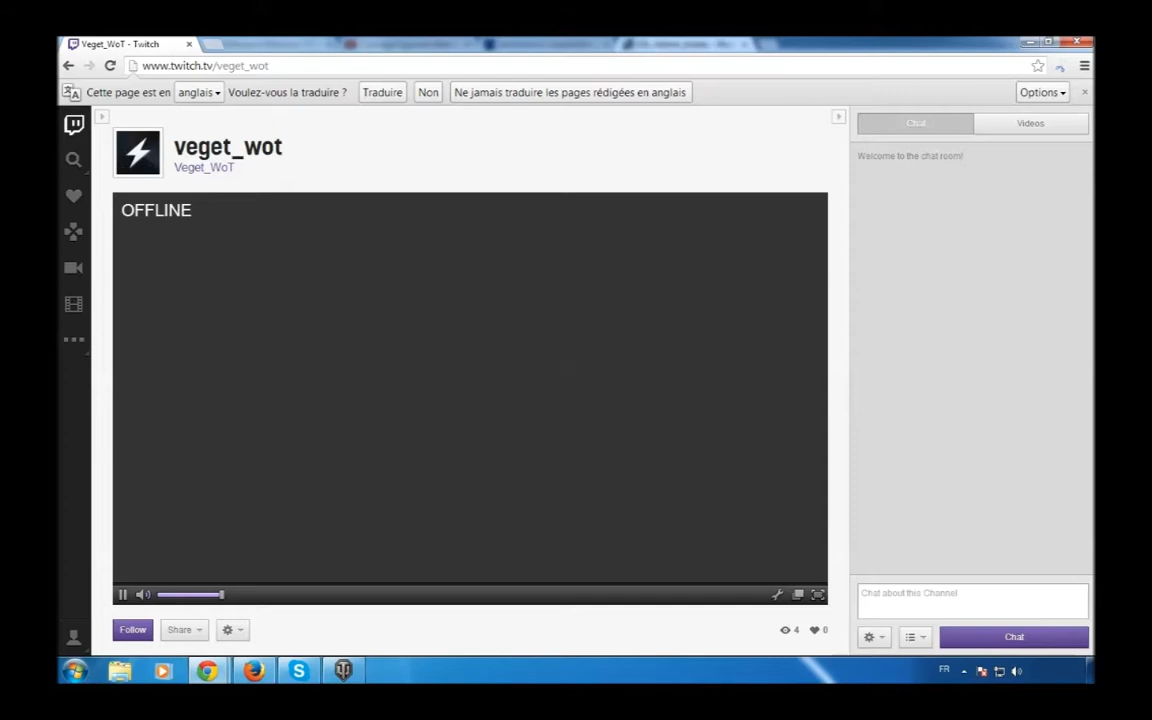 Veget_WoT - Twitch
www.twitch.tv/veget_wot
Cette page est en anglais Voulez-vous la traduire ? Traduire Non Ne jamais traduire les pages rédigées en anglais Options
veget_wot
Veget_WoT
Chat Videos
Welcome to the chat room!
OFFLINE
Chat about this Channel
Follow Share 4 0
Chat
FR